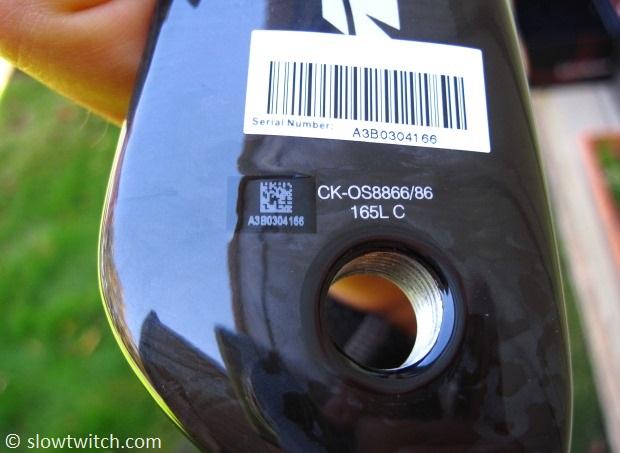 Serial Number:
A3B0304166
A3B0304166
CK-OS8866/86
165L C
© slowtwitch.com